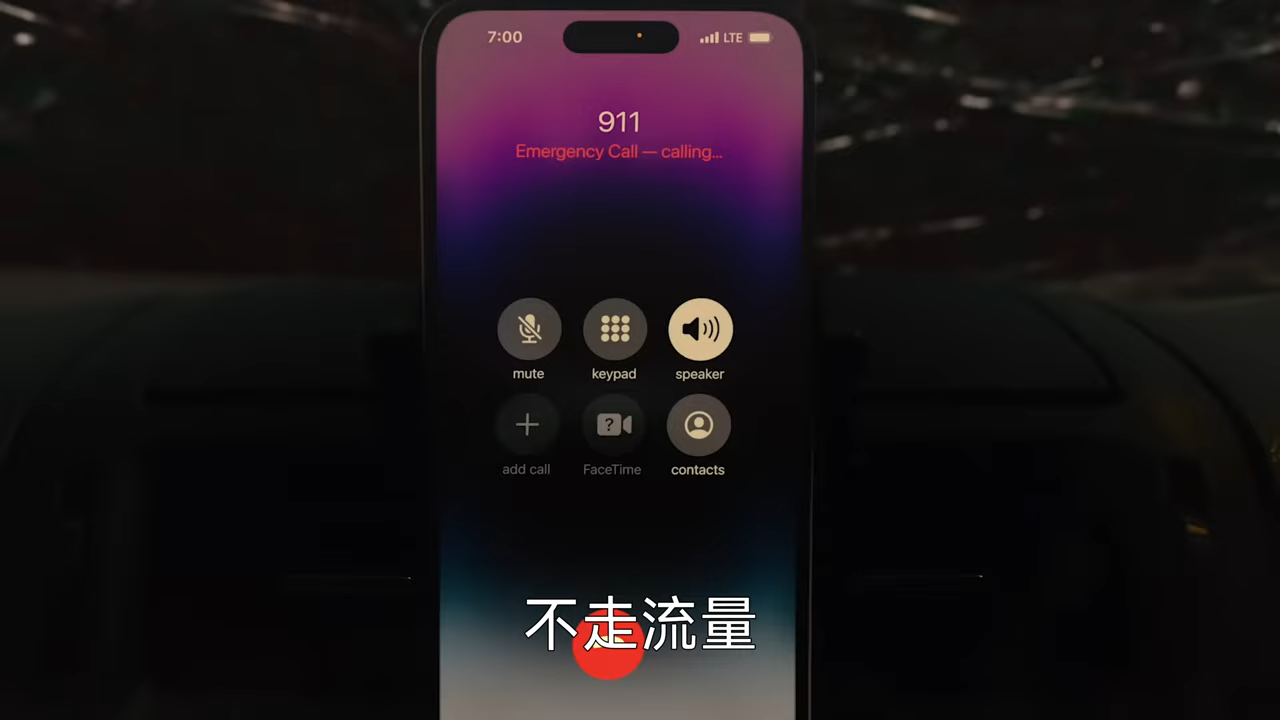 7:00 LTE
911
Emergency Call — calling...
mute keypad speaker
add call FaceTime contacts
不走流量